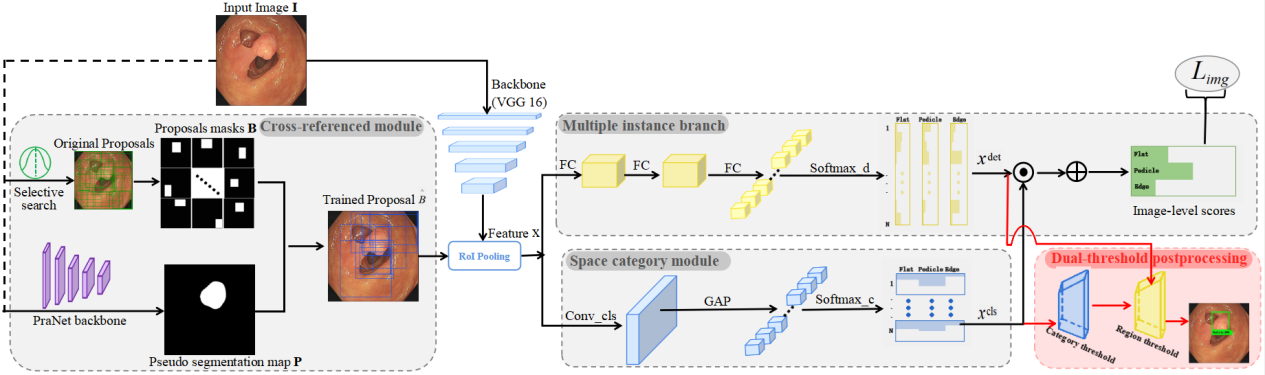 Input Image I
Backbone
(VGG 16)
Cross-referenced module
Proposals masks B
Original Proposals
Selective
search
Trained Proposal B̂
PraNet backbone
Pseudo segmentation map P
Feature X
RoI Pooling
Multiple instance branch
FC
FC
FC
Softmax_d
Flat Pedicle Edge
1
N
x^det
L_img
Flat
Pedicle
Edge
Image-level scores
Space category module
Conv_cls
GAP
Softmax_c
Flat Pedicle Edge
1
N
x^cls
Dual-threshold postprocessing
Category threshold
Region threshold